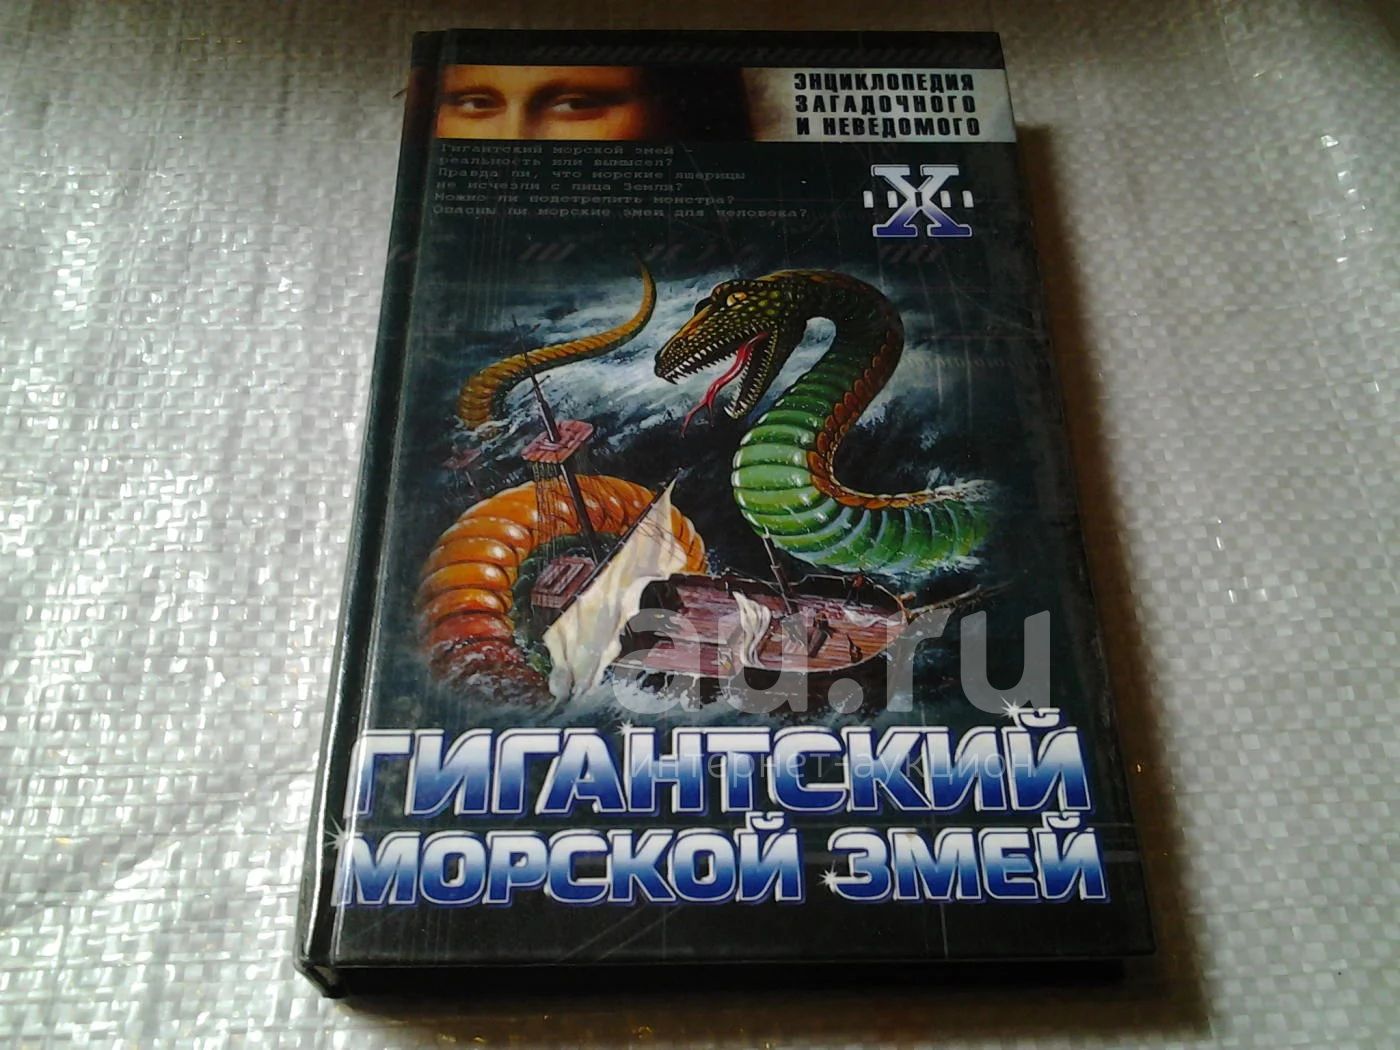 ЭНЦИКЛОПЕДИЯ
ЗАГАДОЧНОГО
И НЕВЕДОМОГО
Гигантский морской змей -
реальность или вымысел?
Правда ли, что морские ящерицы
не исчезли с лица Земли?
Можно ли подстрелить монстра?
Опасны ли морские змеи для человека?
X
au.ru
ГИГАНТСКИЙ
интернет-аукцион
МОРСКОЙ ЗМЕЙ